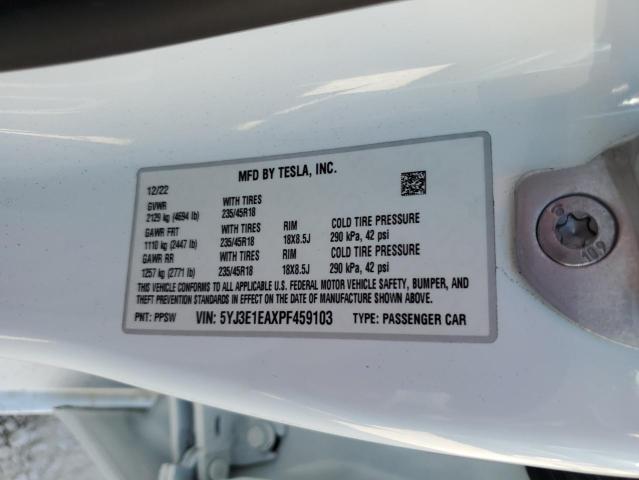 MFD BY TESLA, INC.
12/22
GVWR WITH TIRES
2129 kg (4694 lb) 235/45R18
GAWR FRT WITH TIRES RIM COLD TIRE PRESSURE
1110 kg (2447 lb) 235/45R18 18X8.5J 290 kPa, 42 psi
GAWR RR WITH TIRES RIM COLD TIRE PRESSURE
1257 kg (2771 lb) 235/45R18 18X8.5J 290 kPa, 42 psi
THIS VEHICLE CONFORMS TO ALL APPLICABLE U.S. FEDERAL MOTOR VEHICLE SAFETY, BUMPER, AND
THEFT PREVENTION STANDARDS IN EFFECT ON THE DATE OF MANUFACTURE SHOWN ABOVE.
PNT: PPSW VIN: 5YJ3E1EAXPF459103 TYPE: PASSENGER CAR
10.9